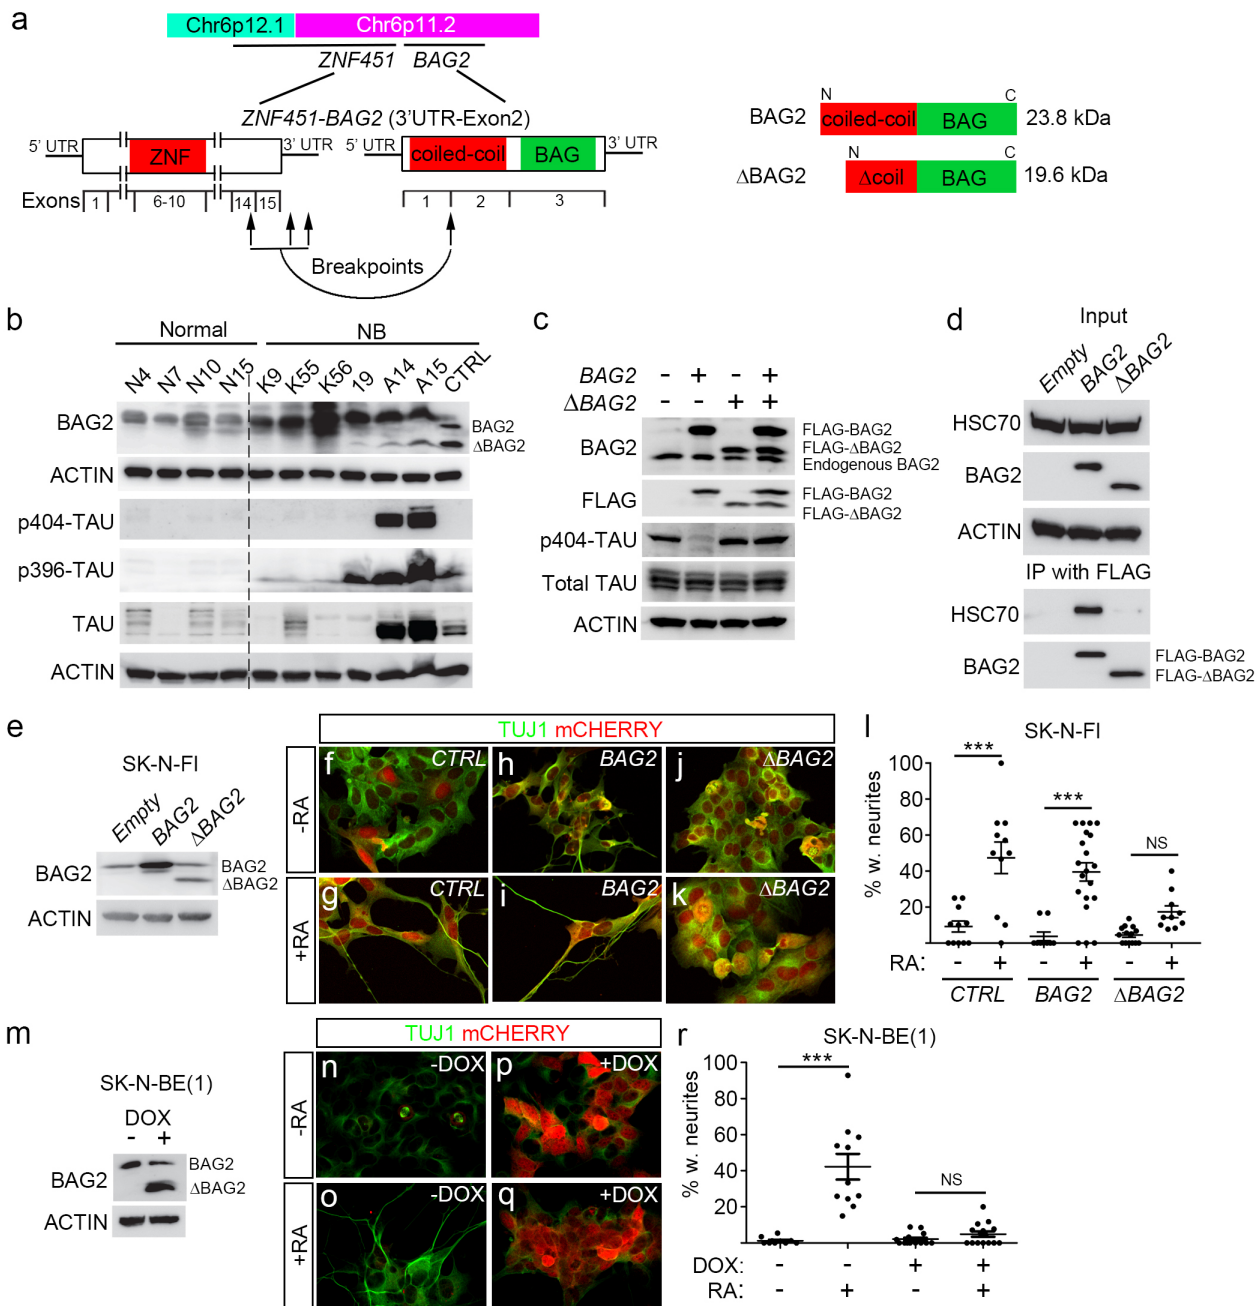 a
Chr6p12.1 Chr6p11.2
ZNF451 BAG2
ZNF451-BAG2 (3'UTR-Exon2)
5' UTR ZNF 3' UTR 5' UTR coiled-coil BAG 3' UTR
Exons 1 6-10 14 15 1 2 3
Breakpoints
N C
BAG2 coiled-coil BAG 23.8 kDa
N C
ΔBAG2 Δcoil BAG 19.6 kDa
b
Normal NB
N4 N7 N10 N15 K9 K55 K56 19 A14 A15 CTRL
BAG2 BAG2
ΔBAG2
ACTIN
p404-TAU
p396-TAU
TAU
ACTIN
c
BAG2 - + - +
ΔBAG2 - - + +
BAG2 FLAG-BAG2
FLAG-ΔBAG2
Endogenous BAG2
FLAG FLAG-BAG2
FLAG-ΔBAG2
p404-TAU
Total TAU
ACTIN
d
Input
Empty BAG2 ΔBAG2
HSC70
BAG2
ACTIN
IP with FLAG
HSC70
BAG2 FLAG-BAG2
FLAG-ΔBAG2
e
SK-N-FI
Empty BAG2 ΔBAG2
BAG2 BAG2
ΔBAG2
ACTIN
TUJ1 mCHERRY
-RA
f CTRL h BAG2 j ΔBAG2
+RA
g CTRL i BAG2 k ΔBAG2
l
SK-N-FI
% w. neurites
100
80
60
40
20
*** *** NS
RA: - + - + - +
CTRL BAG2 ΔBAG2
m
SK-N-BE(1)
DOX
- +
BAG2 BAG2
ΔBAG2
ACTIN
TUJ1 mCHERRY
-RA
n -DOX p +DOX
+RA
o -DOX q +DOX
r
SK-N-BE(1)
% w. neurites
100
80
60
40
20
*** NS
DOX: - - + +
RA: - + - +